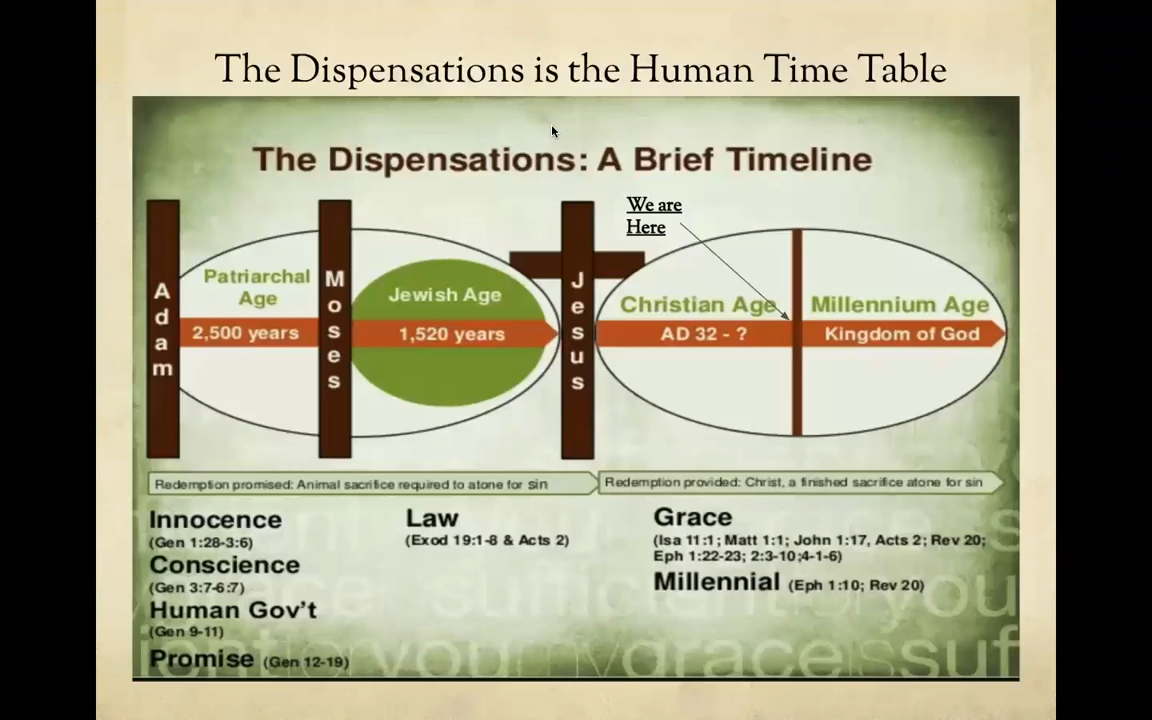 The Dispensations is the Human Time Table
The Dispensations: A Brief Timeline
We are
Here
Adam
Patriarchal
Age
2,500 years
Moses
Jewish Age
1,520 years
Jesus
Christian Age
AD 32 - ?
Millennium Age
Kingdom of God
Redemption promised: Animal sacrifice required to atone for sin
Redemption provided: Christ, a finished sacrifice atone for sin
Innocence
(Gen 1:28-3:6)
Conscience
(Gen 3:7-6:7)
Human Gov't
(Gen 9-11)
Promise (Gen 12-19)
Law
(Exod 19:1-8 & Acts 2)
Grace
(Isa 11:1; Matt 1:1; John 1:17, Acts 2; Rev 20;
Eph 1:22-23; 2:3-10;4-1-6)
Millennial (Eph 1:10; Rev 20)